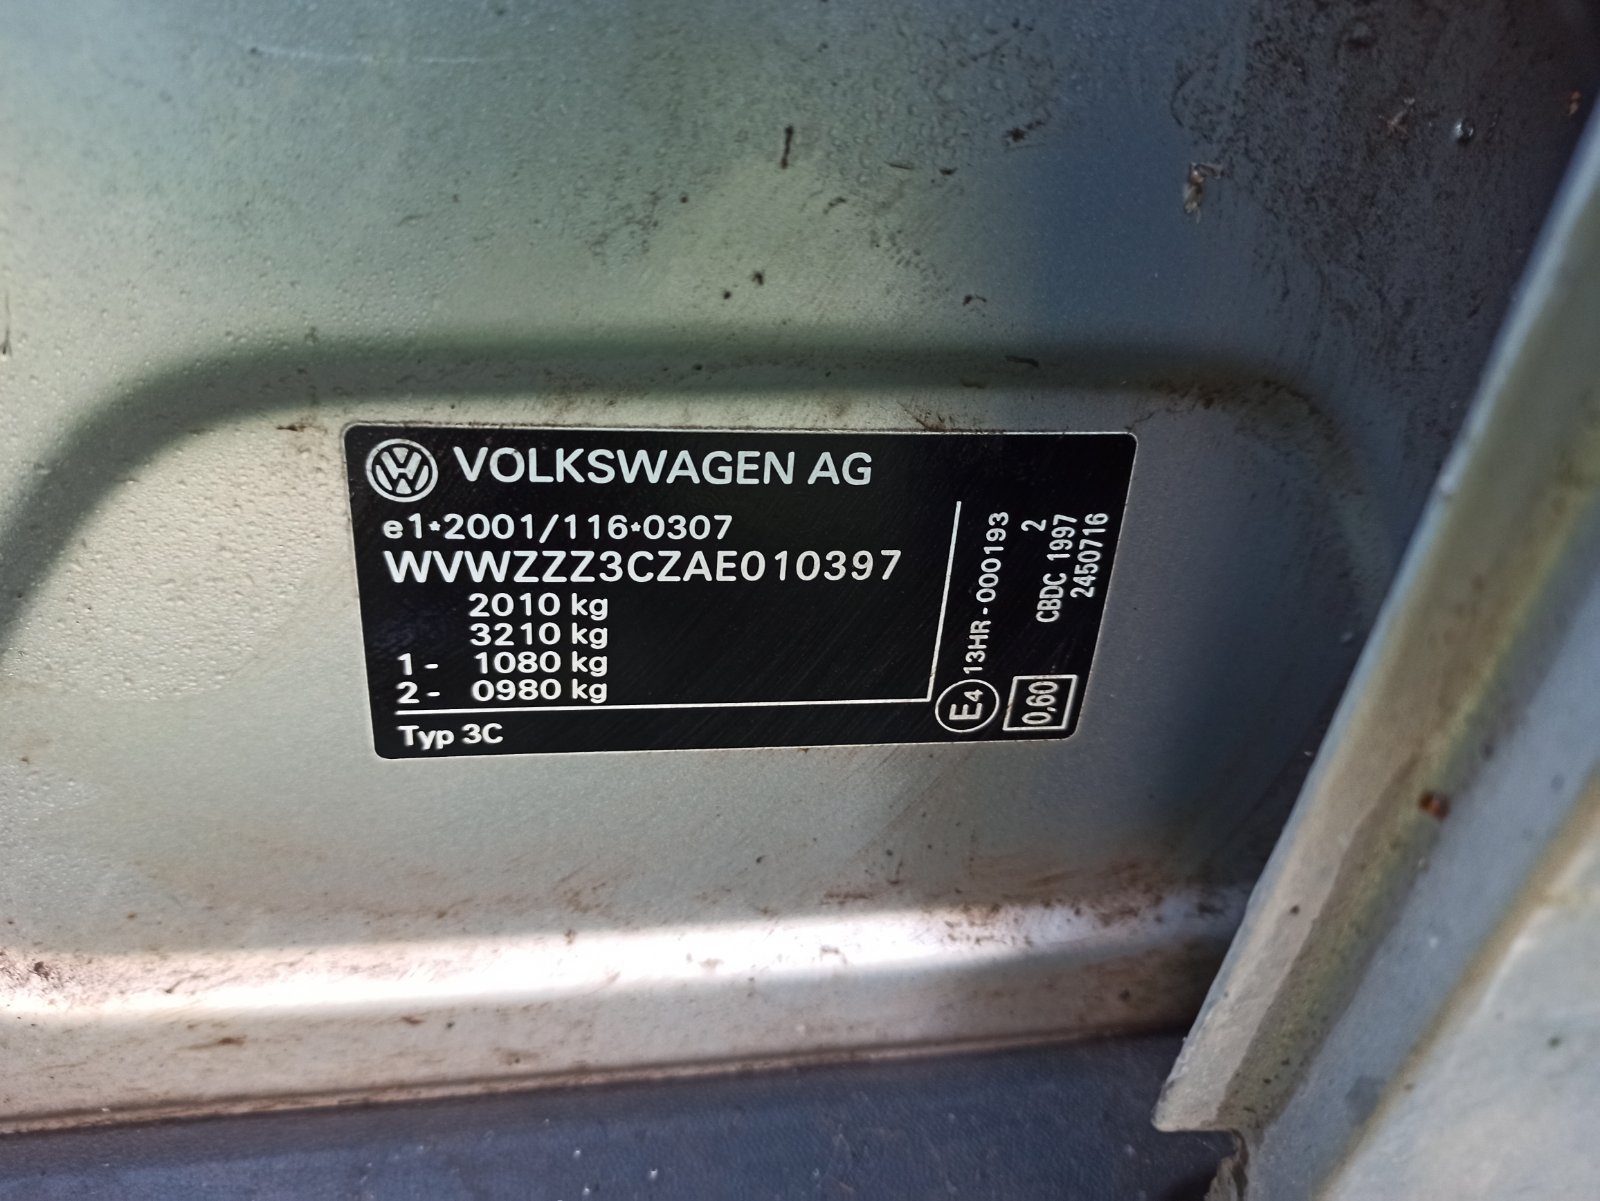 VOLKSWAGEN AG
e1*2001/116*0307
WVWZZZ3CZAE010397
2010 kg
3210 kg
1- 1080 kg
2- 0980 kg
Typ 3C
E4 13HR-000193
2
CBDC 1997
2450716
0,60